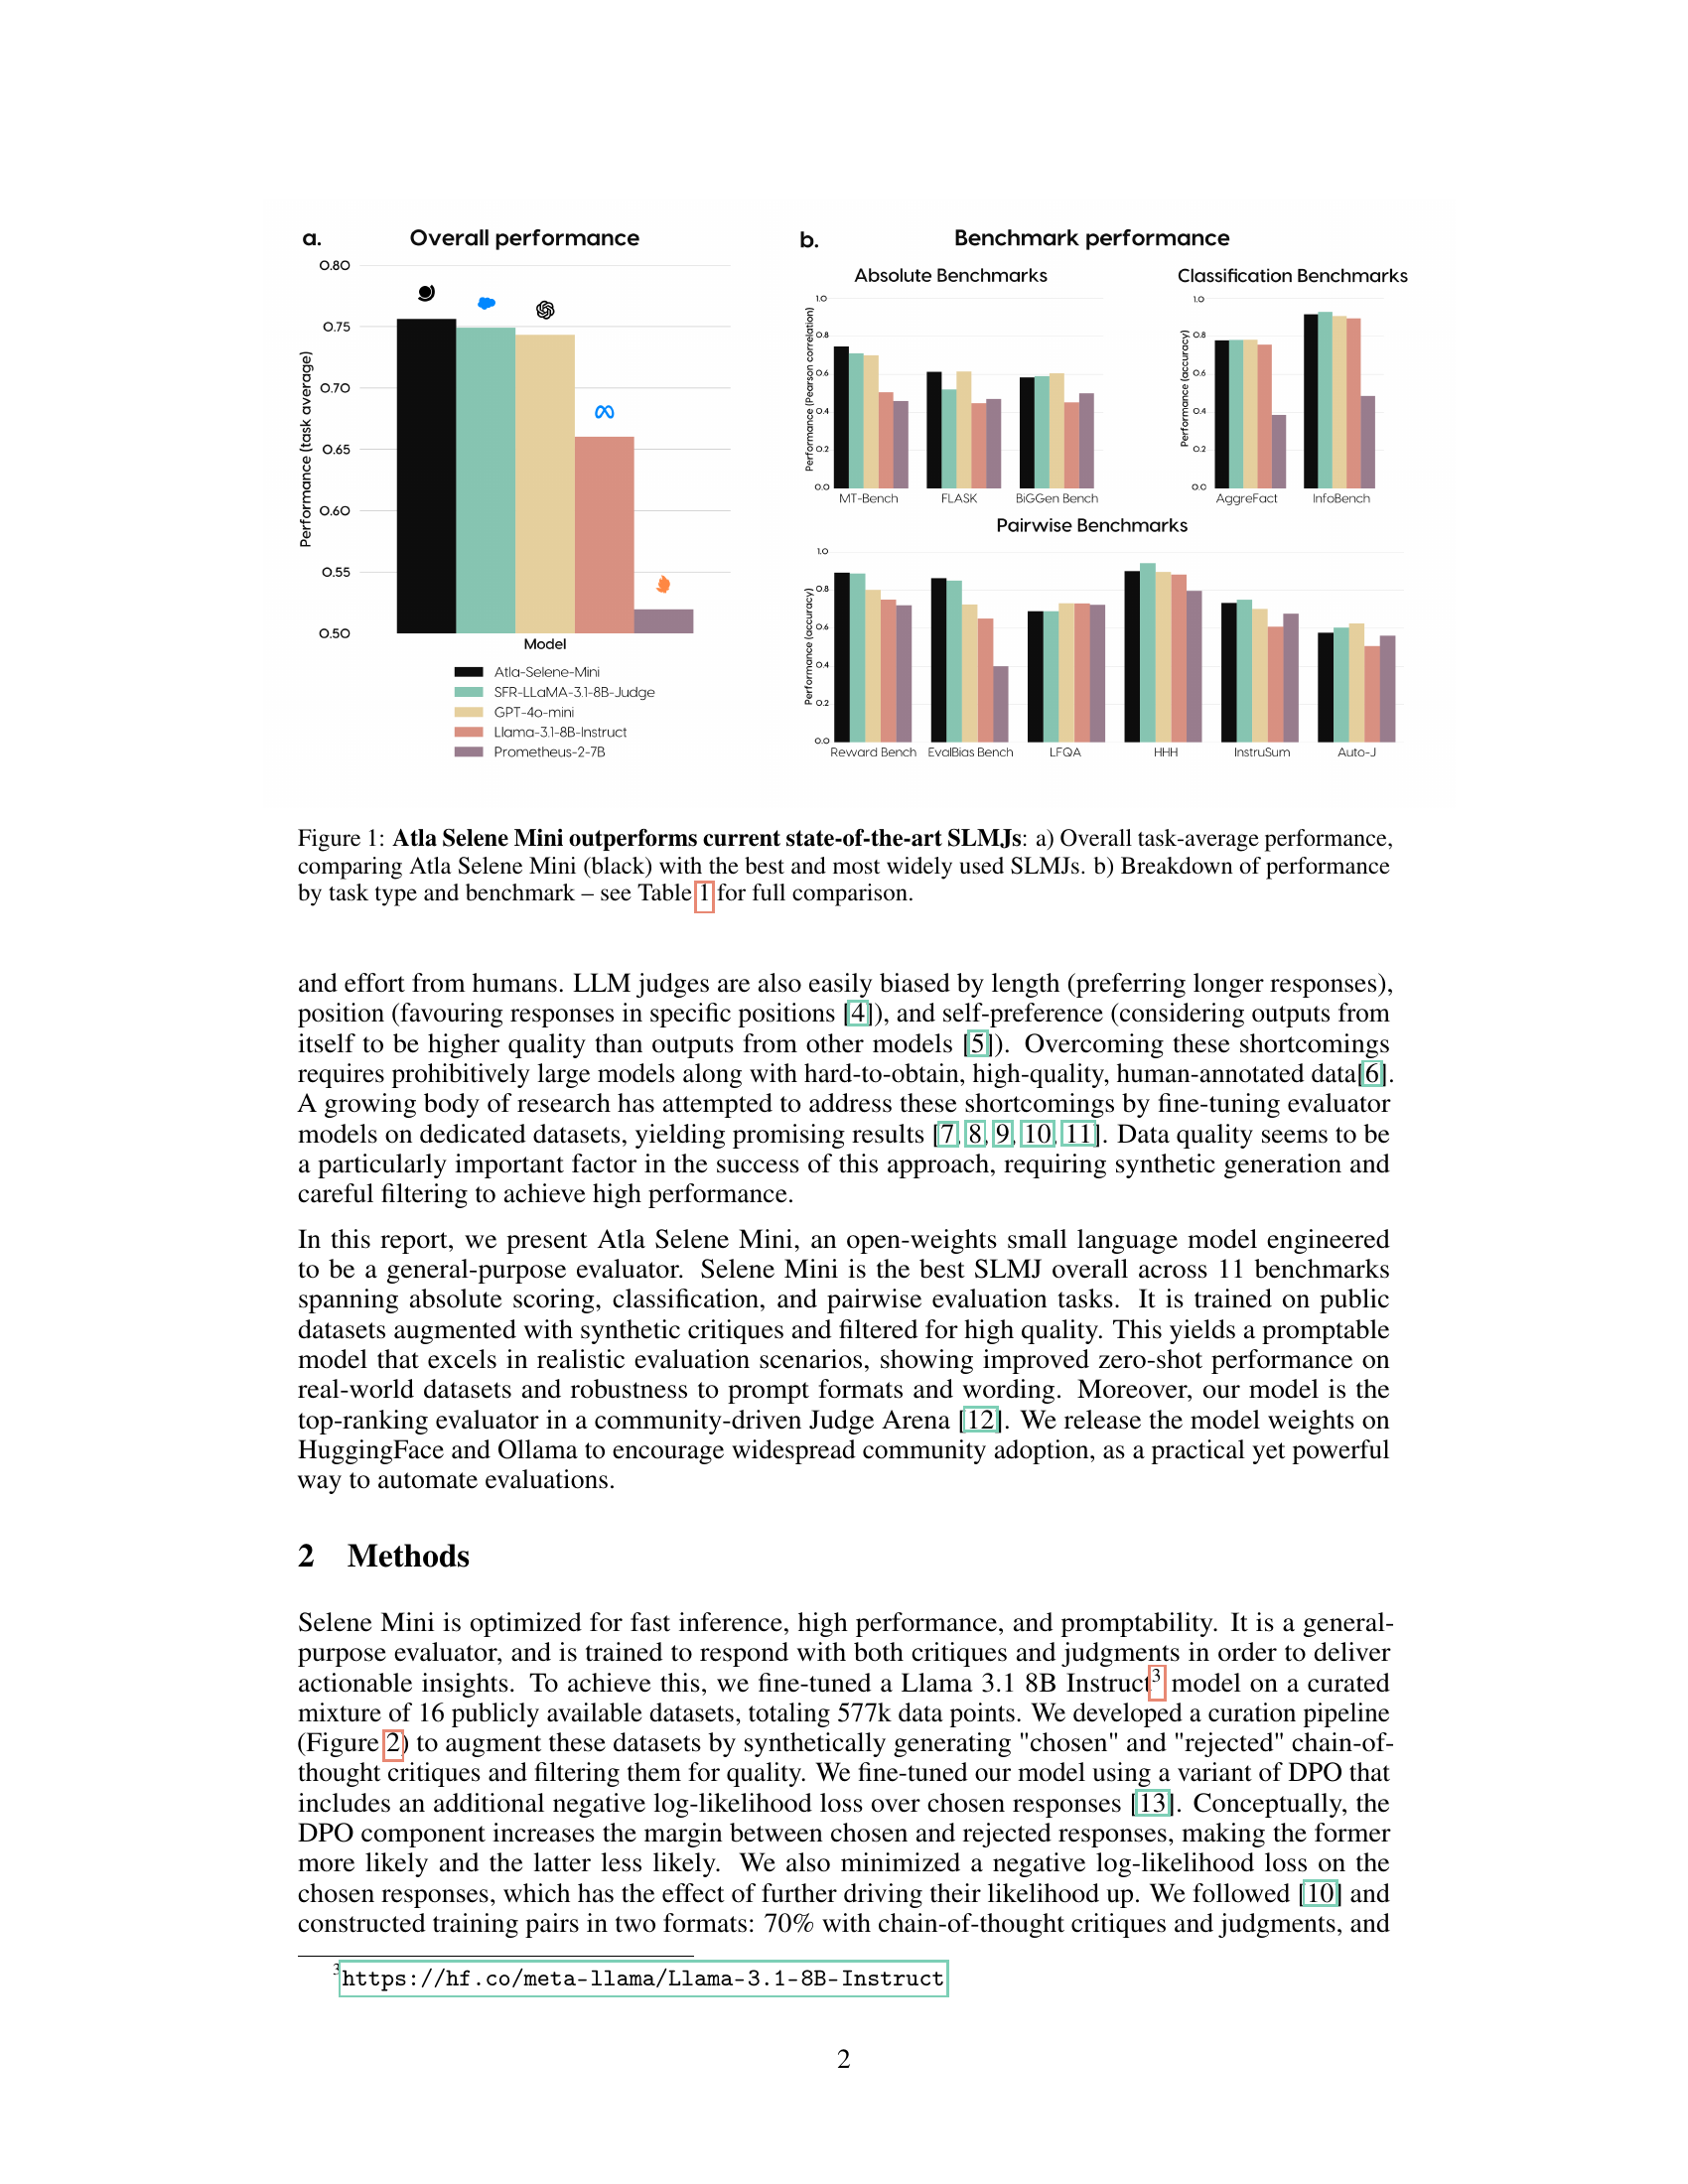 a.
Overall performance
0.80
0.75
0.70
0.65
0.60
0.55
0.50
Performance (task average)
Model
Atla-Selene-Mini
SFR-LLaMA-3.1-8B-Judge
GPT-4o-mini
Llama-3.1-8B-Instruct
Prometheus-2-7B
b.
Benchmark performance
Absolute Benchmarks
Performance (Pearson correlation)
1.0
0.8
0.6
0.4
0.2
0.0
MT-Bench
FLASK
BiGGen Bench
Classification Benchmarks
Performance (accuracy)
1.0
0.8
0.6
0.4
0.2
0.0
AggreFact
InfoBench
Pairwise Benchmarks
Performance (accuracy)
1.0
0.8
0.6
0.4
0.2
0.0
Reward Bench
EvalBias Bench
LFQA
HHH
InstruSum
Auto-J
Figure 1: Atla Selene Mini outperforms current state-of-the-art SLMJs: a) Overall task-average performance,
comparing Atla Selene Mini (black) with the best and most widely used SLMJs. b) Breakdown of performance
by task type and benchmark – see Table 1 for full comparison.
and effort from humans. LLM judges are also easily biased by length (preferring longer responses),
position (favouring responses in specific positions [4]), and self-preference (considering outputs from
itself to be higher quality than outputs from other models [5]). Overcoming these shortcomings
requires prohibitively large models along with hard-to-obtain, high-quality, human-annotated data[6].
A growing body of research has attempted to address these shortcomings by fine-tuning evaluator
models on dedicated datasets, yielding promising results [7, 8, 9, 10, 11]. Data quality seems to be
a particularly important factor in the success of this approach, requiring synthetic generation and
careful filtering to achieve high performance.
In this report, we present Atla Selene Mini, an open-weights small language model engineered
to be a general-purpose evaluator. Selene Mini is the best SLMJ overall across 11 benchmarks
spanning absolute scoring, classification, and pairwise evaluation tasks. It is trained on public
datasets augmented with synthetic critiques and filtered for high quality. This yields a promptable
model that excels in realistic evaluation scenarios, showing improved zero-shot performance on
real-world datasets and robustness to prompt formats and wording. Moreover, our model is the
top-ranking evaluator in a community-driven Judge Arena [12]. We release the model weights on
HuggingFace and Ollama to encourage widespread community adoption, as a practical yet powerful
way to automate evaluations.
2 Methods
Selene Mini is optimized for fast inference, high performance, and promptability. It is a general-
purpose evaluator, and is trained to respond with both critiques and judgments in order to deliver
actionable insights. To achieve this, we fine-tuned a Llama 3.1 8B Instruct3 model on a curated
mixture of 16 publicly available datasets, totaling 577k data points. We developed a curation pipeline
(Figure 2) to augment these datasets by synthetically generating "chosen" and "rejected" chain-of-
thought critiques and filtering them for quality. We fine-tuned our model using a variant of DPO that
includes an additional negative log-likelihood loss over chosen responses [13]. Conceptually, the
DPO component increases the margin between chosen and rejected responses, making the former
more likely and the latter less likely. We also minimized a negative log-likelihood loss on the
chosen responses, which has the effect of further driving their likelihood up. We followed [10] and
constructed training pairs in two formats: 70% with chain-of-thought critiques and judgments, and
3https://hf.co/meta-llama/Llama-3.1-8B-Instruct
2